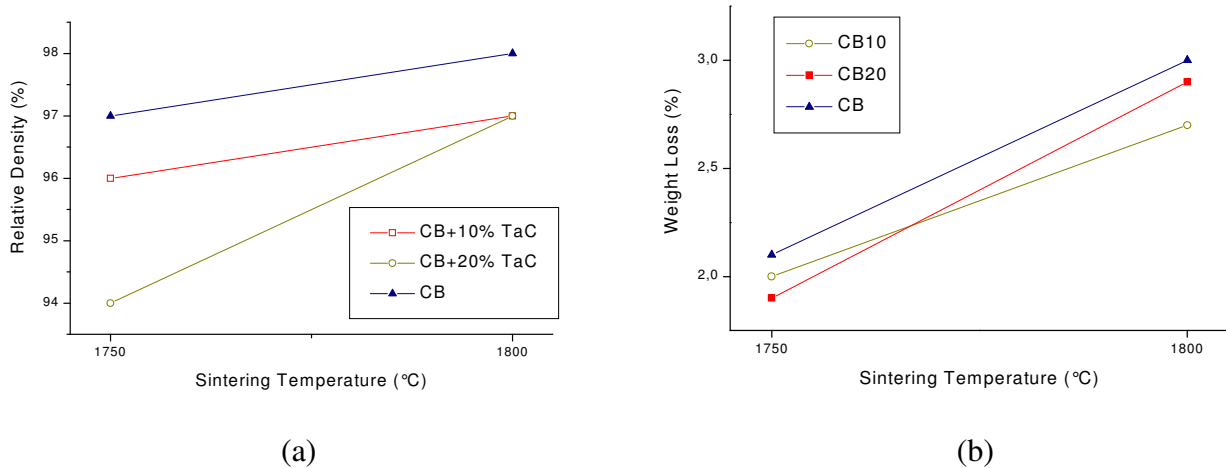 98
97
96
95
94
Relative Density (%)
CB+10% TaC
CB+20% TaC
CB
1750
1800
Sintering Temperature (°C)
(a)
3,0
2,5
2,0
Weight Loss (%)
CB10
CB20
CB
1750
1800
Sintering Temperature (°C)
(b)